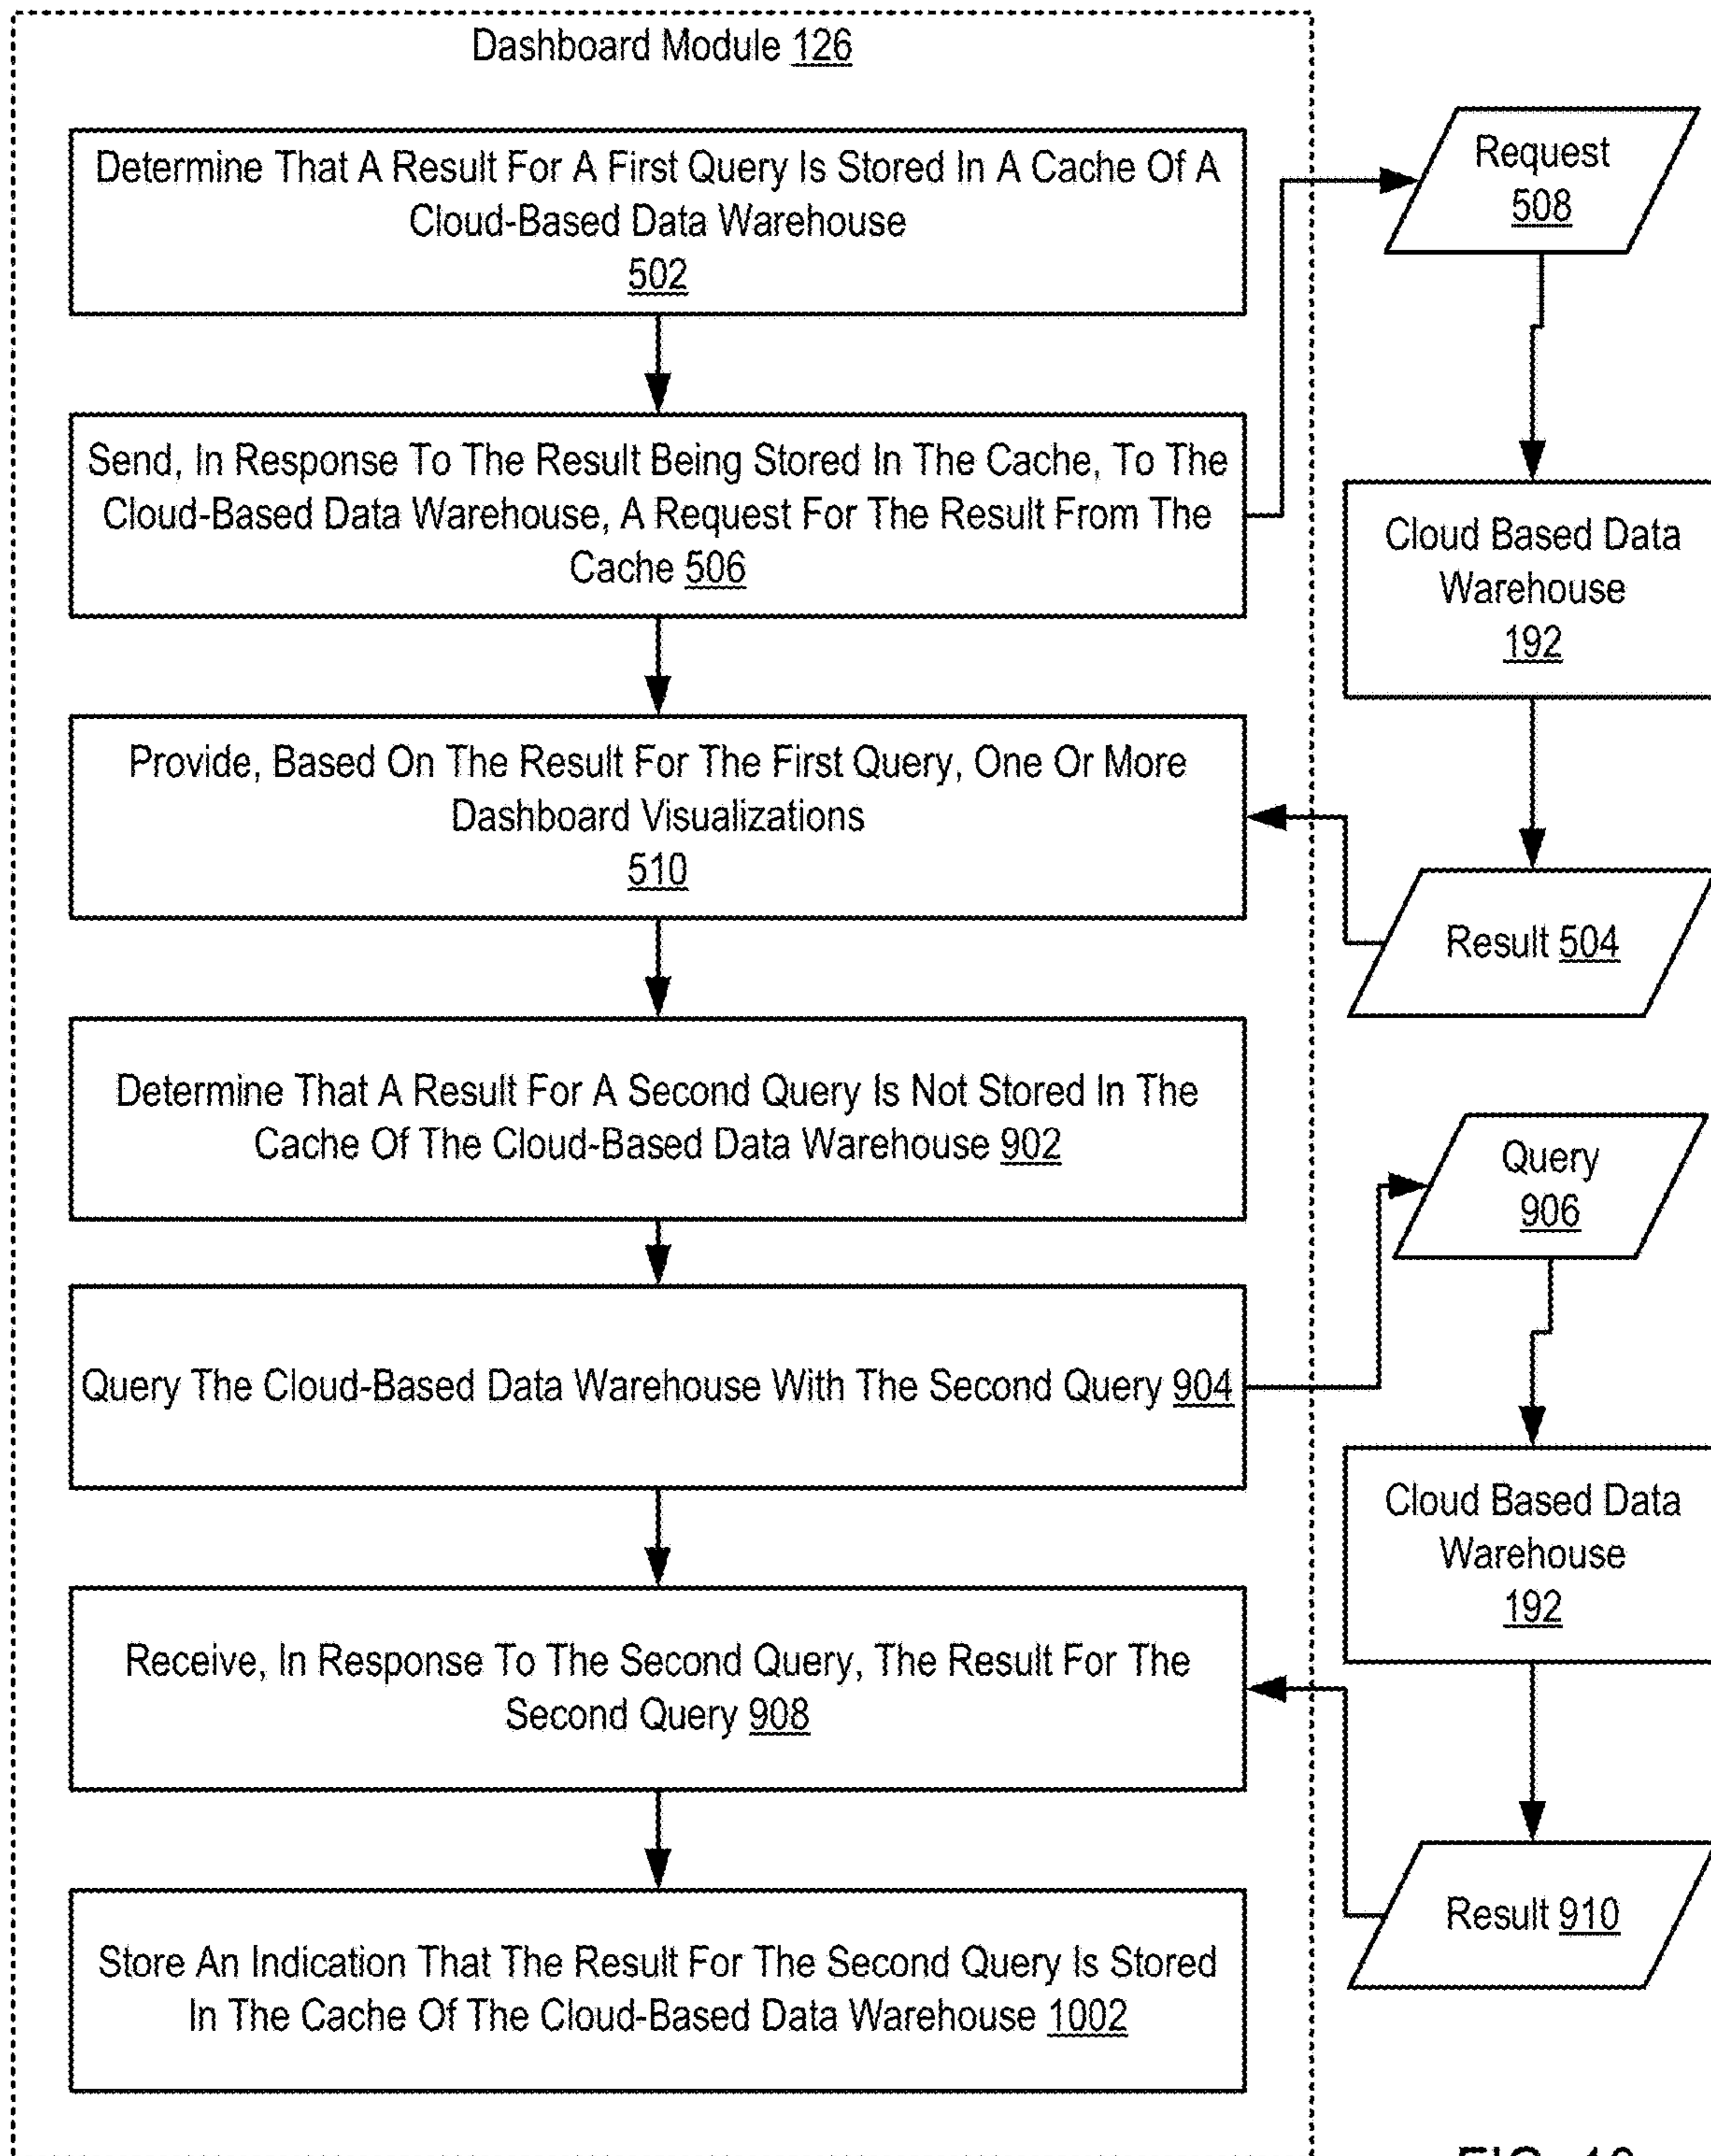 Dashboard Module 126
Determine That A Result For A First Query Is Stored In A Cache Of A
Cloud-Based Data Warehouse
502
Request
508
Send, In Response To The Result Being Stored In The Cache, To The
Cloud-Based Data Warehouse, A Request For The Result From The
Cache 506
Cloud Based Data
Warehouse
192
Provide, Based On The Result For The First Query, One Or More
Dashboard Visualizations
510
Result 504
Determine That A Result For A Second Query Is Not Stored In The
Cache Of The Cloud-Based Data Warehouse 902
Query
906
Query The Cloud-Based Data Warehouse With The Second Query 904
Cloud Based Data
Warehouse
192
Receive, In Response To The Second Query, The Result For The
Second Query 908
Result 910
Store An Indication That The Result For The Second Query Is Stored
In The Cache Of The Cloud-Based Data Warehouse 1002